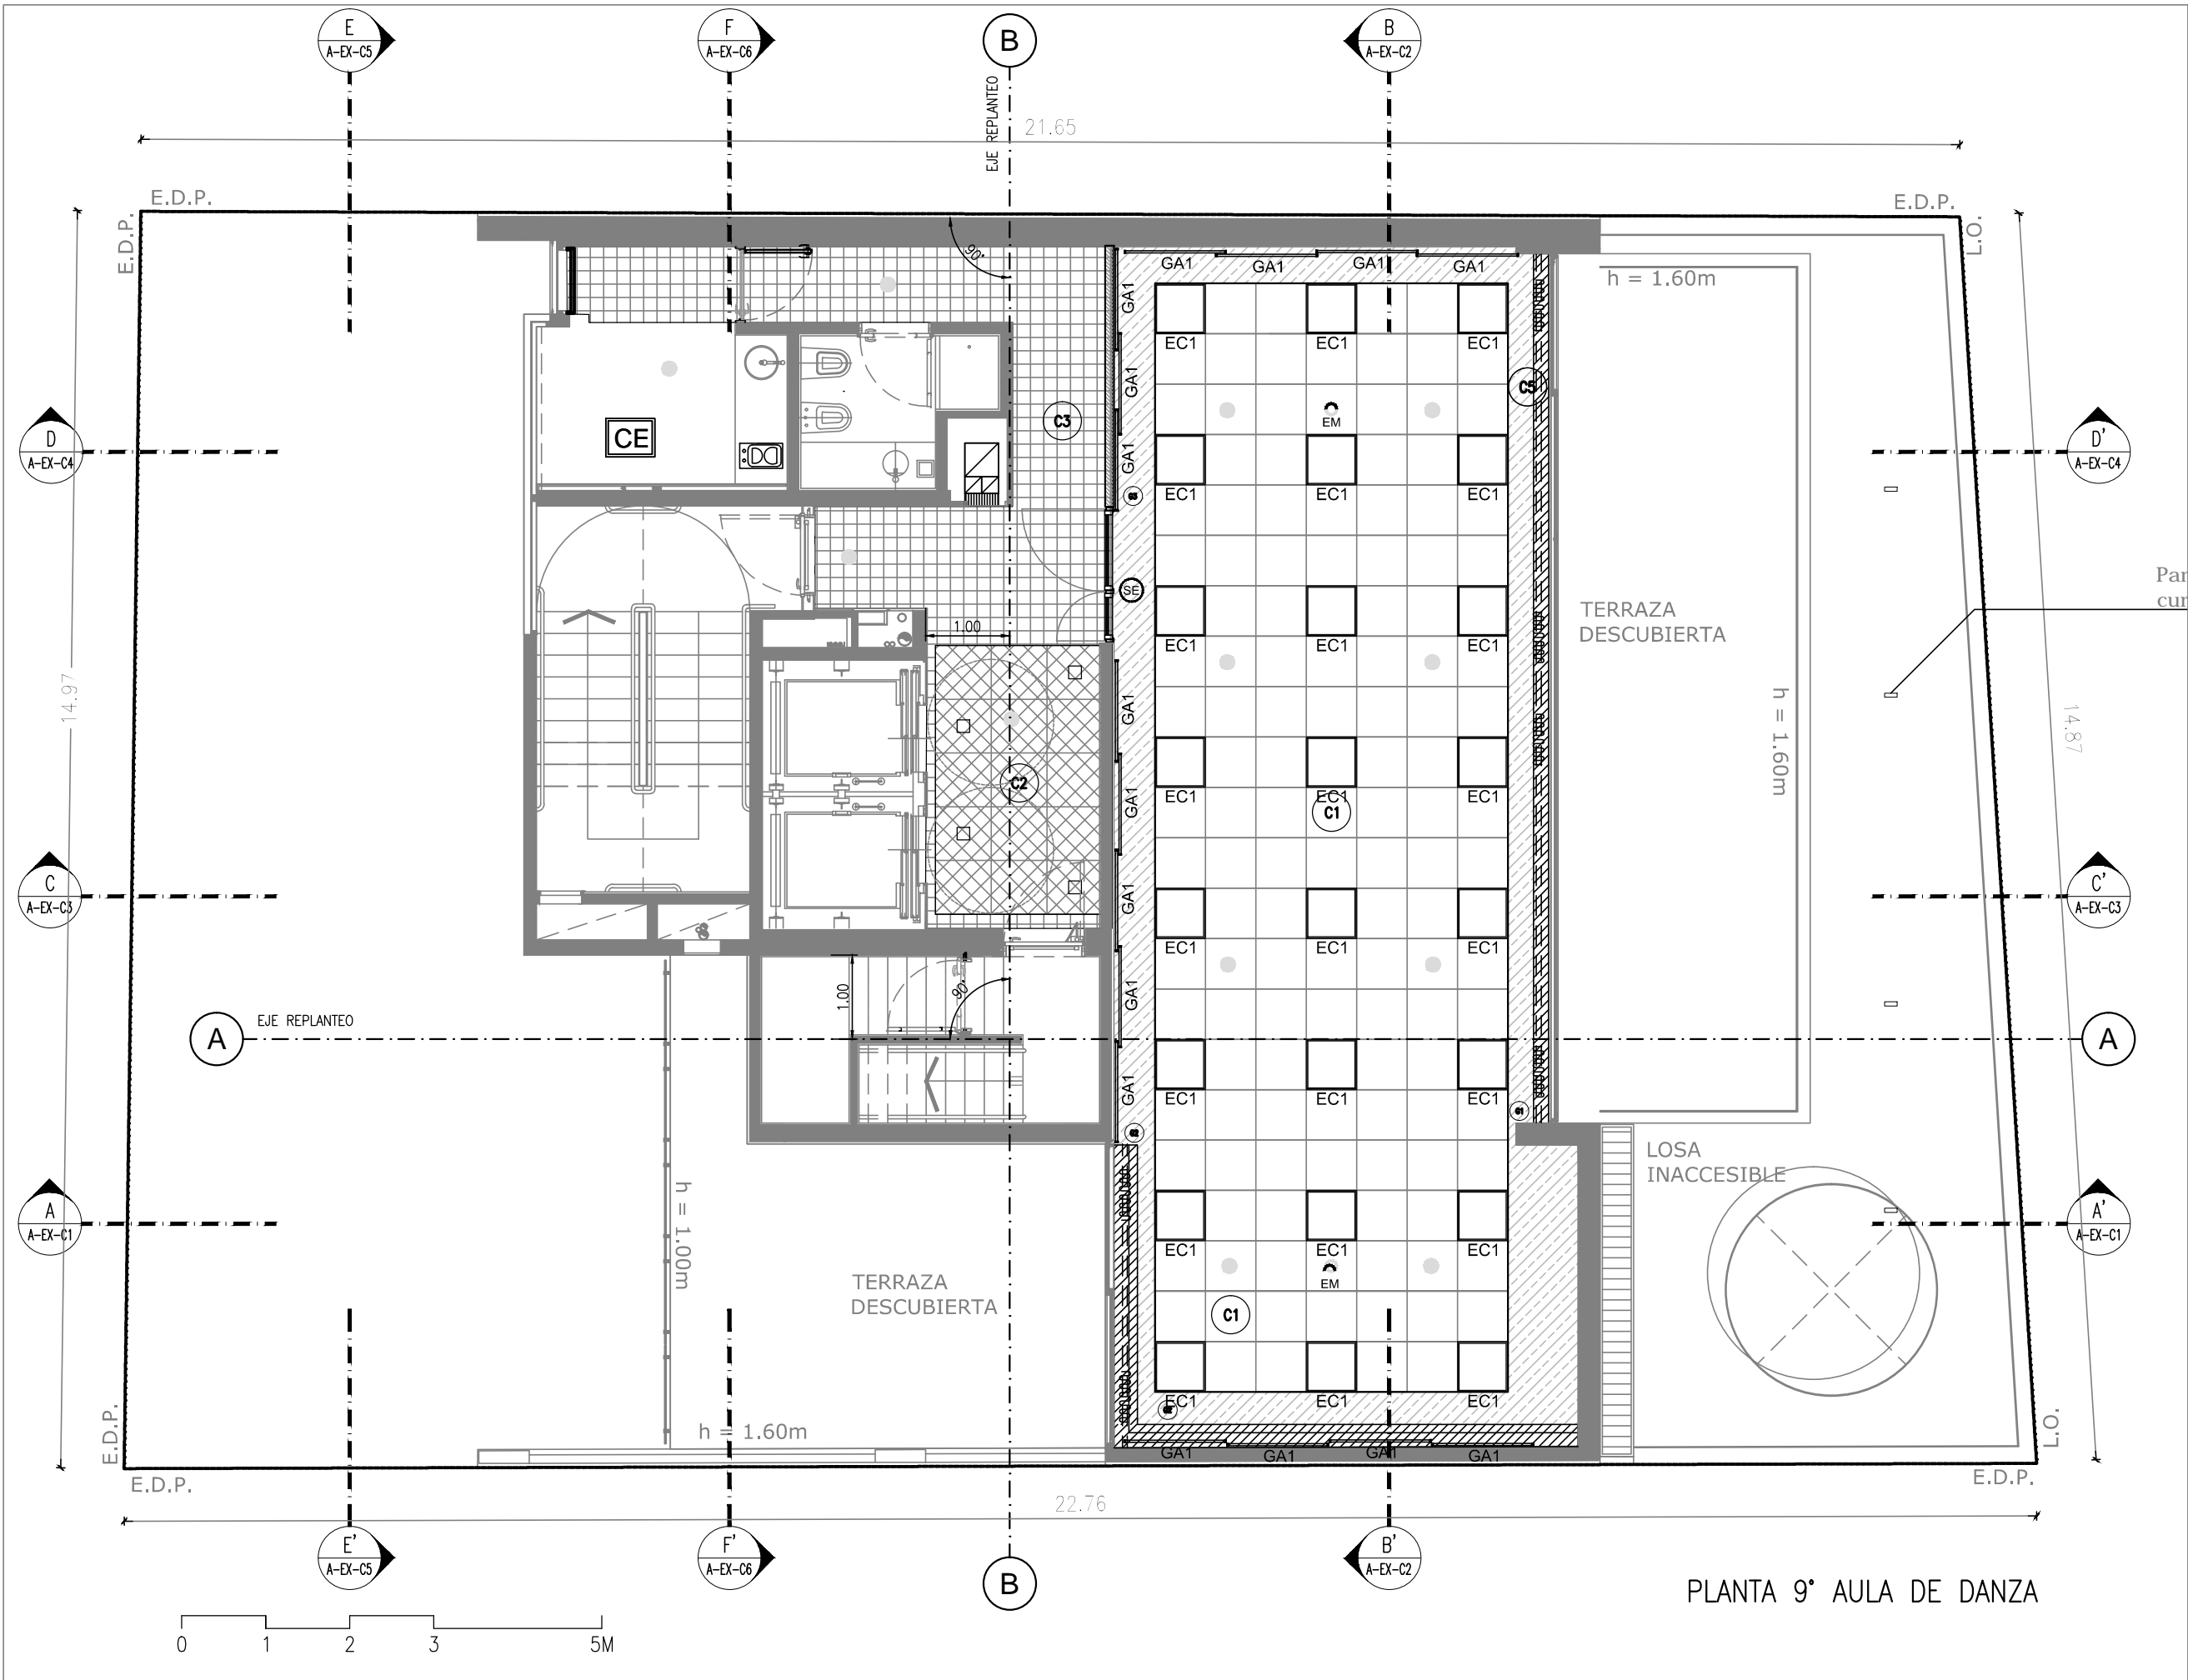 E
A-EX-C5
F
A-EX-C6
B
B
A-EX-C2
EJE REPLANTEO
21.65
E.D.P.
E.D.P.
E.D.P.
L.O.
90°
GA1
GA1
GA1
GA1
h = 1.60m
GA1
EC1
EC1
EC1
GA1
C5
EM
C3
CE
GA1
D
A-EX-C4
D'
A-EX-C4
EC1
EC1
EC1
SE
1.00
EC1
EC1
EC1
TERRAZA
DESCUBIERTA
Par
cur
14.97
GA1
h = 1.60m
14.87
C2
GA1
EC1
EC1
EC1
C1
C
A-EX-C3
GA1
C'
A-EX-C3
EC1
EC1
EC1
1.00
90°
GA1
A
EJE REPLANTEO
A
GA1
EC1
EC1
EC1
LOSA
INACCESIBLE
A
A-EX-C1
h = 1.00m
A'
A-EX-C1
EC1
EC1
EC1
EM
TERRAZA
DESCUBIERTA
C1
EC1
EC1
EC1
h = 1.60m
E.D.P.
L.O.
GA1
GA1
GA1
GA1
E.D.P.
E.D.P.
22.76
E'
A-EX-C5
F'
A-EX-C6
B
B'
A-EX-C2
PLANTA 9° AULA DE DANZA
0 1 2 3 5M